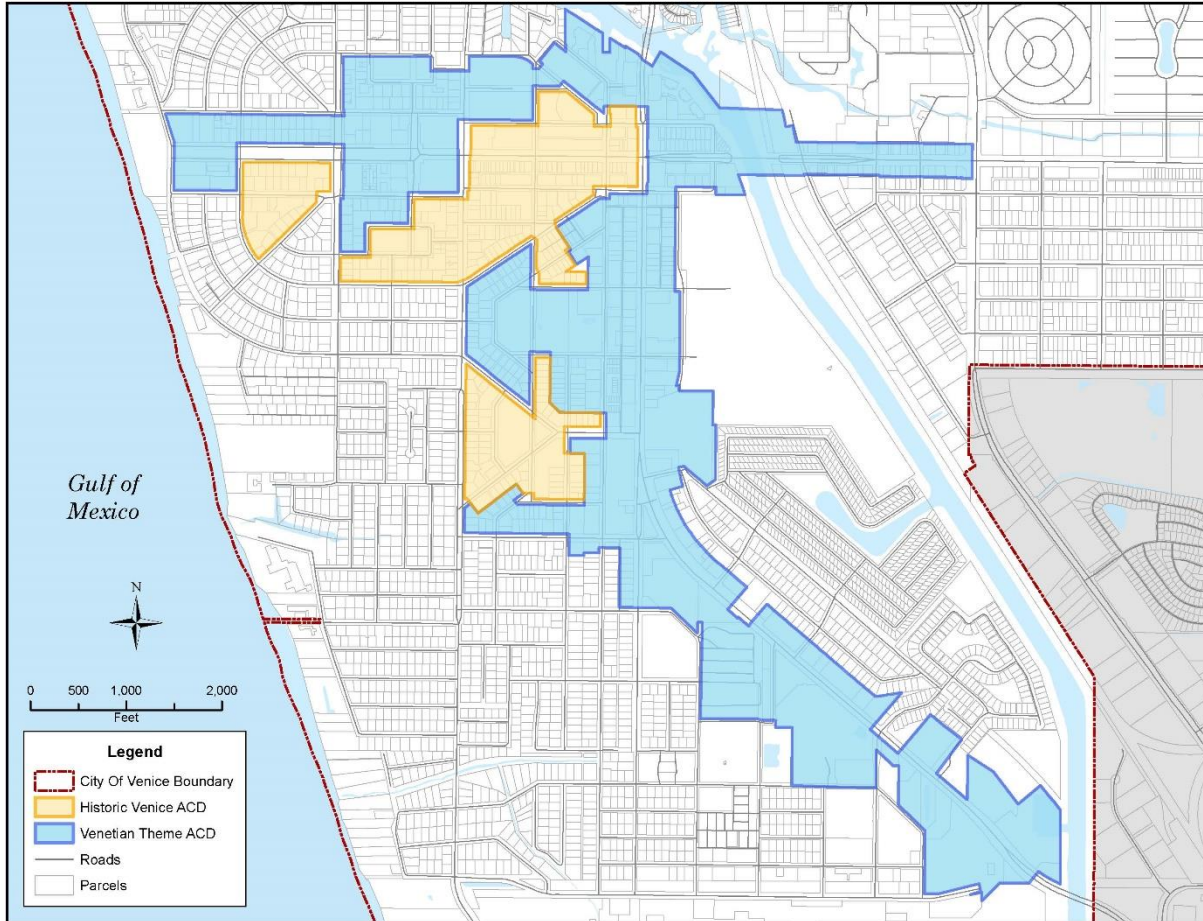 Gulf of
Mexico
N
0 500 1,000 2,000
Feet
Legend
City Of Venice Boundary
Historic Venice ACD
Venetian Theme ACD
Roads
Parcels